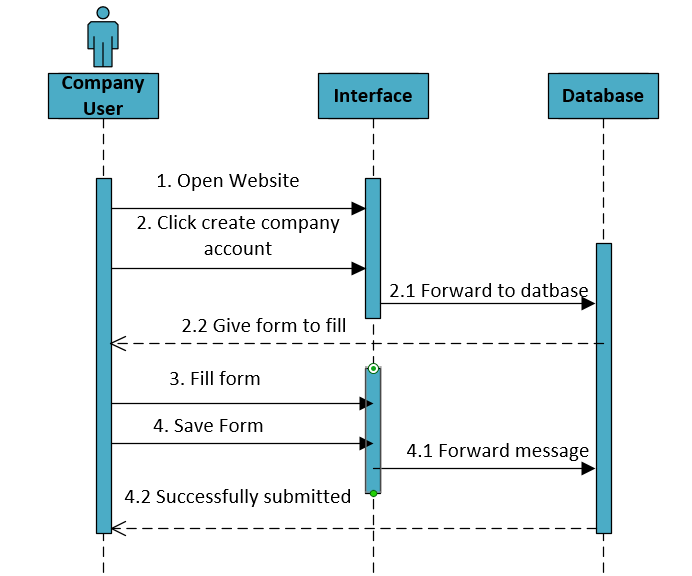 Company
User
Interface
Database
1. Open Website
2. Click create company
account
2.1 Forward to datbase
2.2 Give form to fill
3. Fill form
4. Save Form
4.1 Forward message
4.2 Successfully submitted